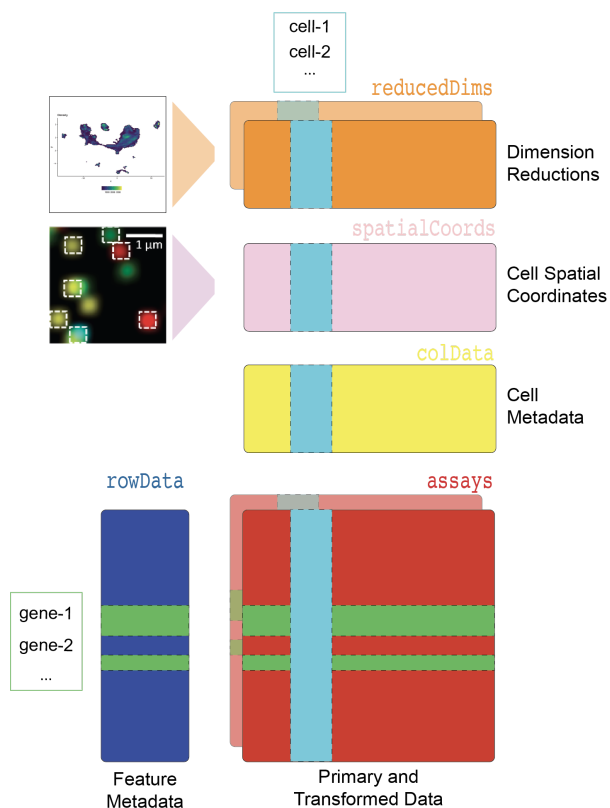 cell-1
cell-2
...
reducedDims
Dimension
Reductions
spatialCoords
1 μm
Cell Spatial
Coordinates
colData
Cell
Metadata
rowData
assays
gene-1
gene-2
...
Feature
Metadata
Primary and
Transformed Data